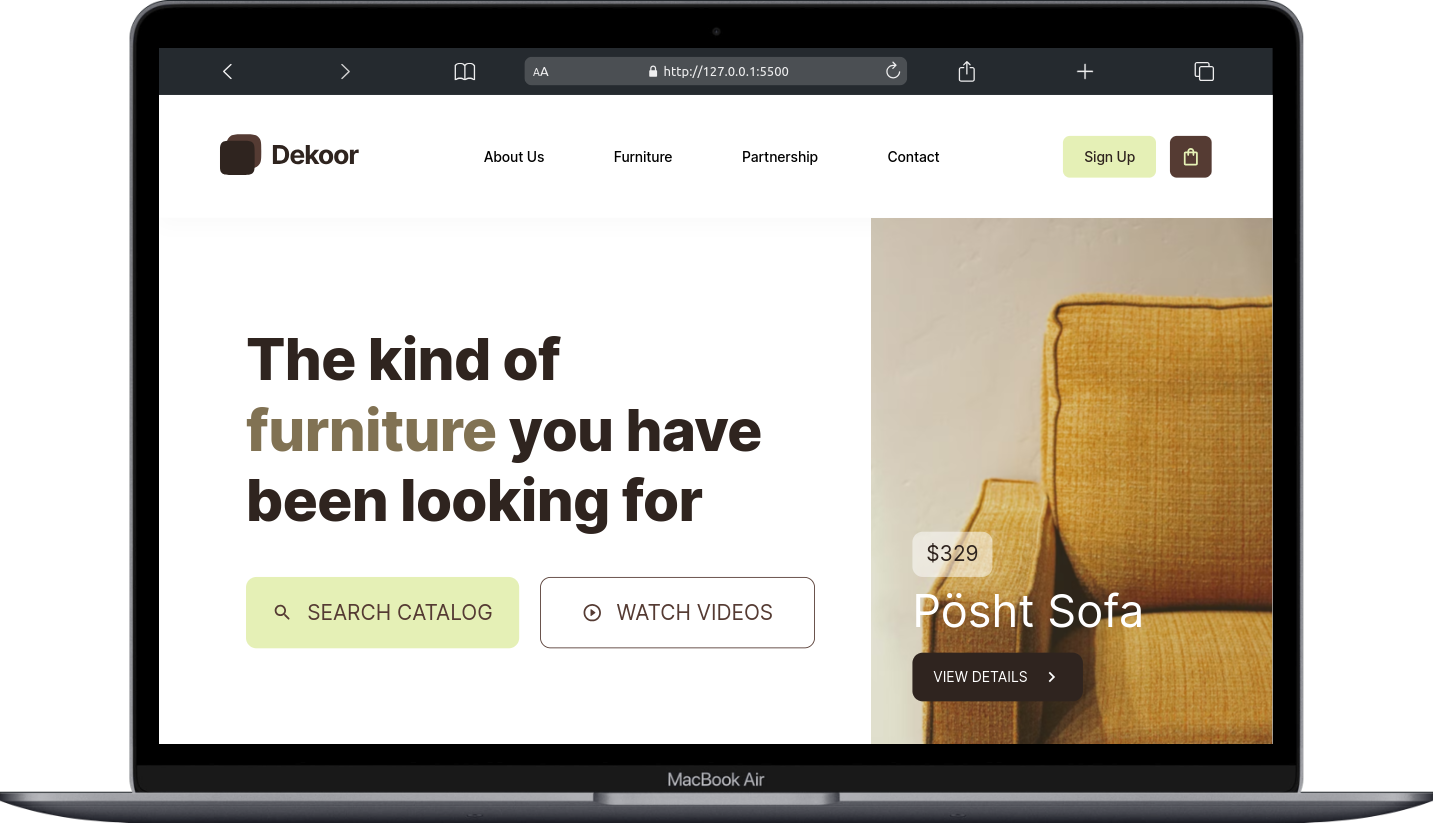 AA
http://127.0.0.1:5500
Dekoor
About Us
Furniture
Partnership
Contact
Sign Up
The kind of
furniture you have
been looking for
SEARCH CATALOG
WATCH VIDEOS
$329
Pösht Sofa
VIEW DETAILS
MacBook Air